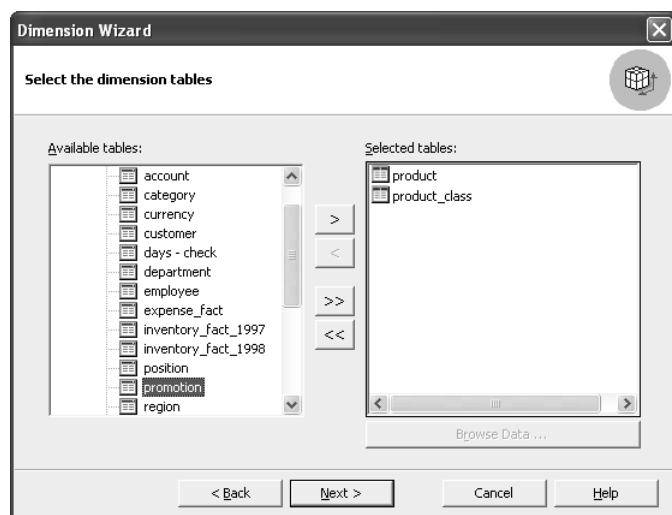 Dimension Wizard
Select the dimension tables
Available tables:
account
category
currency
customer
days - check
department
employee
expense_fact
inventory_fact_1997
inventory_fact_1998
position
promotion
region
>
<
>>
<<
Selected tables:
product
product_class
Browse Data ...
< Back
Next >
Cancel
Help